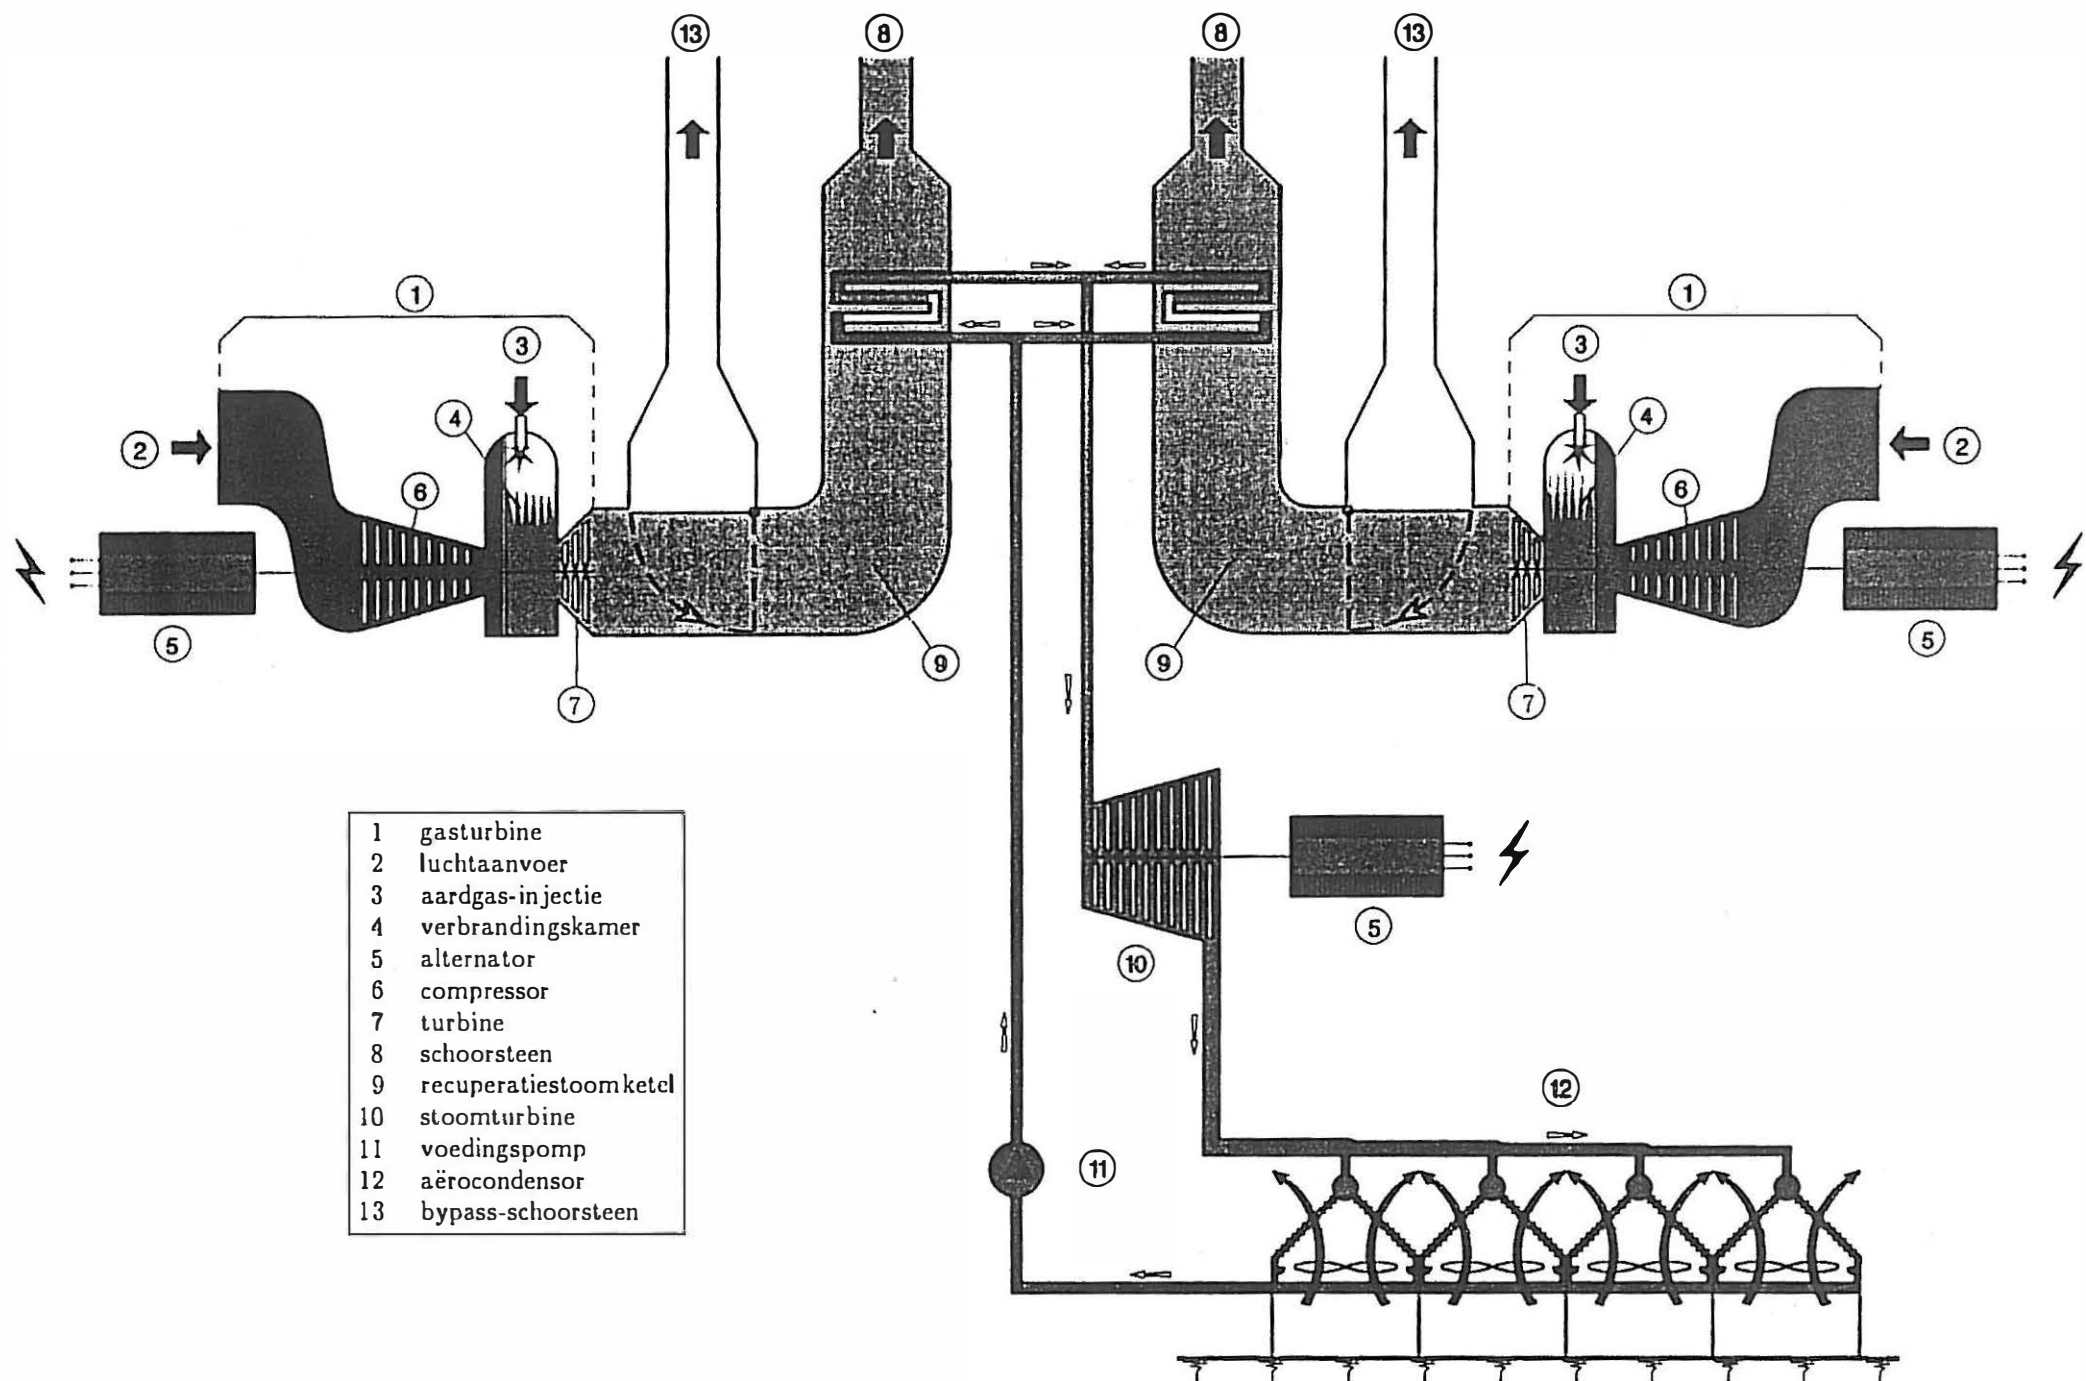 13 8 8 13
1 1
3 3
4 4
2 2
6 6
5 5
9 9
7 7
1 gasturbine
2 luchtaanvoer
3 aardgas-injectie
4 verbrandingskamer
5 alternator
6 compressor
7 turbine
8 schoorsteen
9 recuperatiestoomketel
10 stoomturbine
11 voedingspomp
12 aërocondensor
13 bypass-schoorsteen
5
10
12
11